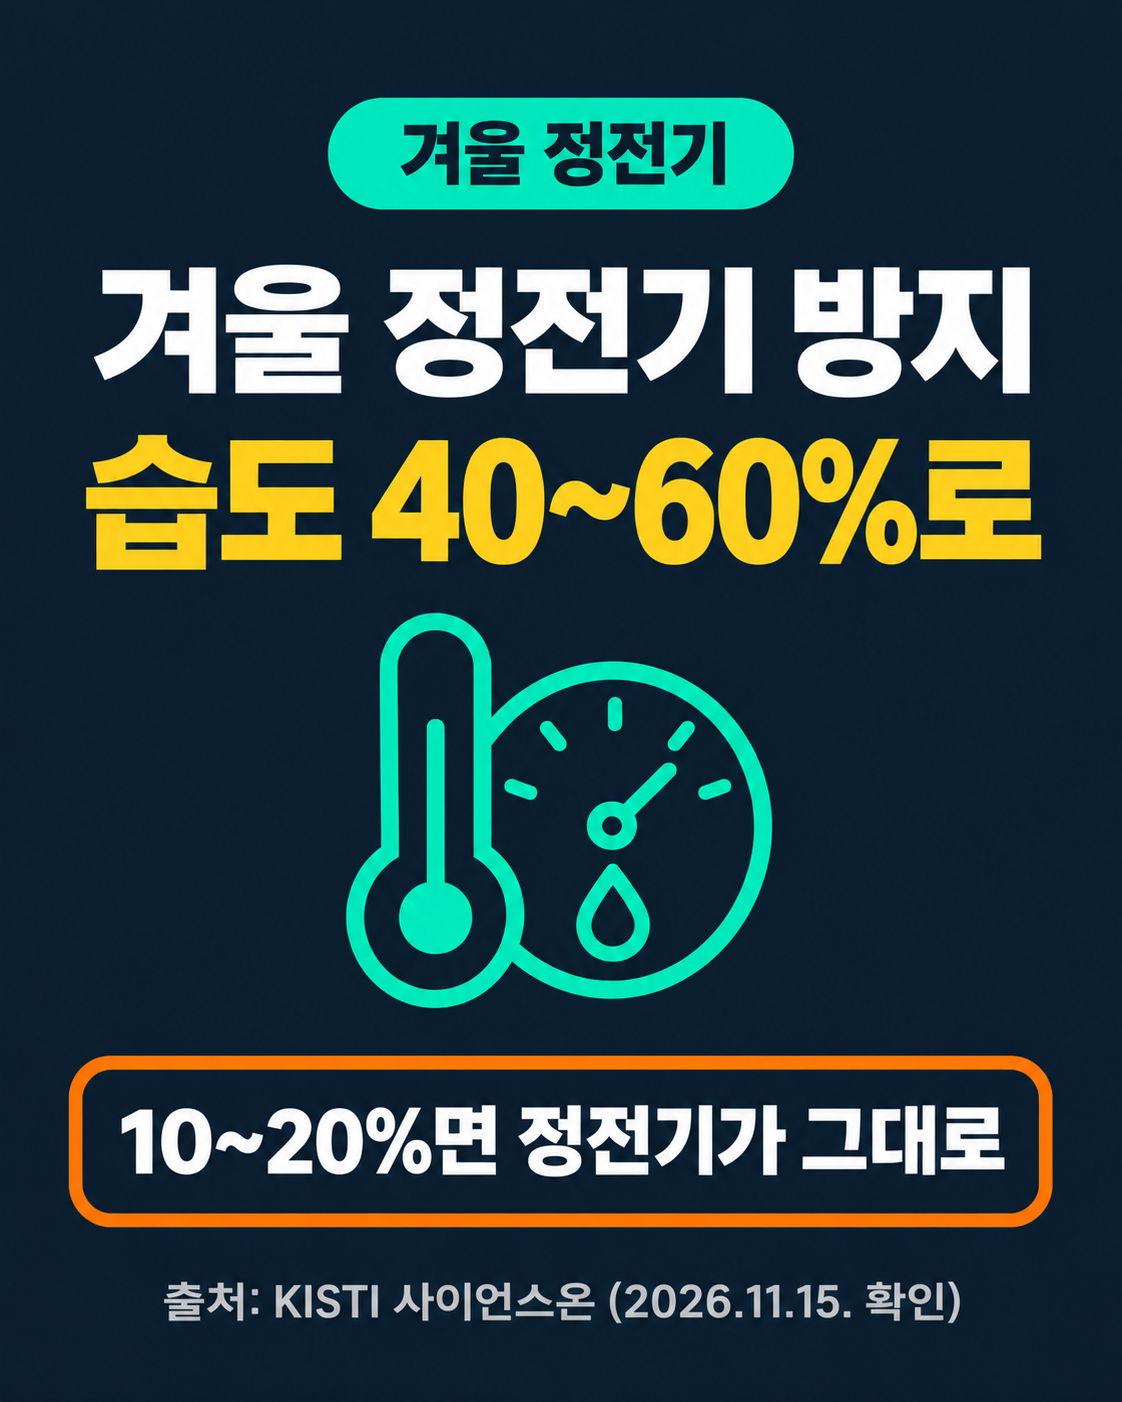 겨울 정전기
겨울 정전기 방지
습도 40~60%로
10~20%면 정전기가 그대로
출처: KISTI 사이언스온 (2026.11.15. 확인)